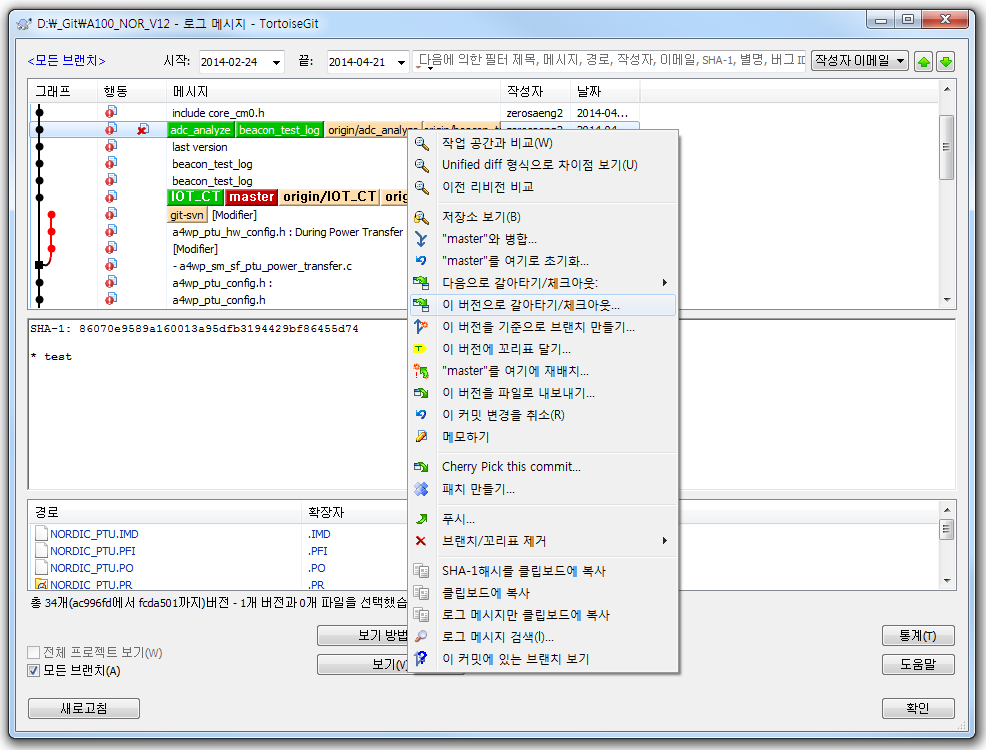 D:\_Git\A100_NOR_V12 - 로그 메시지 - TortoiseGit
<모든 브랜치> 시작: 2014-02-24 끝: 2014-04-21 다음에 의한 필터 제목, 메시지, 경로, 작성자, 이메일, SHA-1, 별명, 버그 ID 작성자 이메일
그래프 행동 메시지 작성자 날짜
include core_cm0.h zerosaeng2 2014-04...
adc_analyze beacon_test_log origin/adc_analyze
last version
beacon_test_log
beacon_test_log
IOT_CT master origin/IOT_CT
git-svn [Modifier]
a4wp_ptu_hw_config.h : During Power Transfer
[Modifier]
- a4wp_sm_sf_ptu_power_transfer.c
a4wp_ptu_config.h :
a4wp_ptu_config.h
작업 공간과 비교(W)
Unified diff 형식으로 차이점 보기(U)
이전 리비전 비교
저장소 보기(B)
"master"와 병합...
"master"를 여기로 초기화...
다음으로 갈아타기/체크아웃:
이 버전으로 갈아타기/체크아웃...
이 버전을 기준으로 브랜치 만들기...
이 버전에 꼬리표 달기...
"master"를 여기에 재배치...
이 버전을 파일로 내보내기...
이 커밋 변경을 취소(R)
메모하기
Cherry Pick this commit...
패치 만들기...
푸시...
브랜치/꼬리표 제거
SHA-1해시를 클립보드에 복사
클립보드에 복사
로그 메시지만 클립보드에 복사
로그 메시지 검색(I)...
이 커밋에 있는 브랜치 보기
SHA-1: 86070e9589a160013a95dfb3194429bf86455d74
* test
경로 확장자
NORDIC_PTU.IMD .IMD
NORDIC_PTU.PFI .PFI
NORDIC_PTU.PO .PO
NORDIC_PTU.PR .PR
총 34개(ac996fd에서 fcda501까지)버전 - 1개 버전과 0개 파일을 선택했습
전체 프로젝트 보기(W) 보기 방법 통계(T)
모든 브랜치(A) 보기(V) 도움말
새로고침 확인